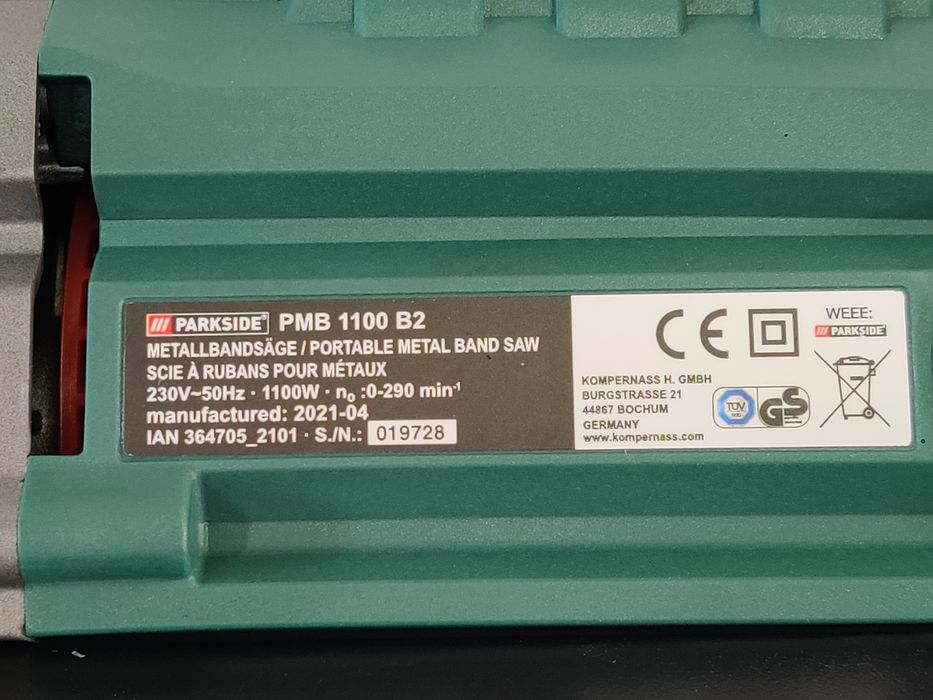 /// PARKSIDE® PMB 1100 B2
METALLBANDSÄGE / PORTABLE METAL BAND SAW
SCIE À RUBANS POUR MÉTAUX
230V~50Hz · 1100W · n₀ :0-290 min⁻¹
manufactured: 2021-04
IAN 364705_2101 · S./N.: 019728
CE
KOMPERNASS H. GMBH
BURGSTRASSE 21
44867 BOCHUM
GERMANY
www.kompernass.com
TÜV
GS
WEEE:
/// PARKSIDE